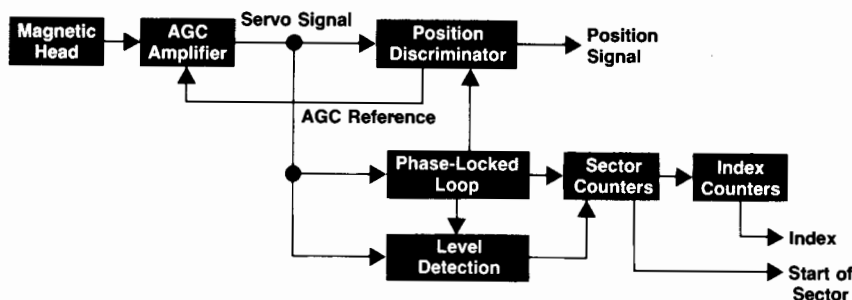 Servo Signal
Magnetic
Head
AGC
Amplifier
Position
Discriminator
Position
Signal
AGC Reference
Phase-Locked
Loop
Sector
Counters
Index
Counters
Level
Detection
Index
Start of
Sector